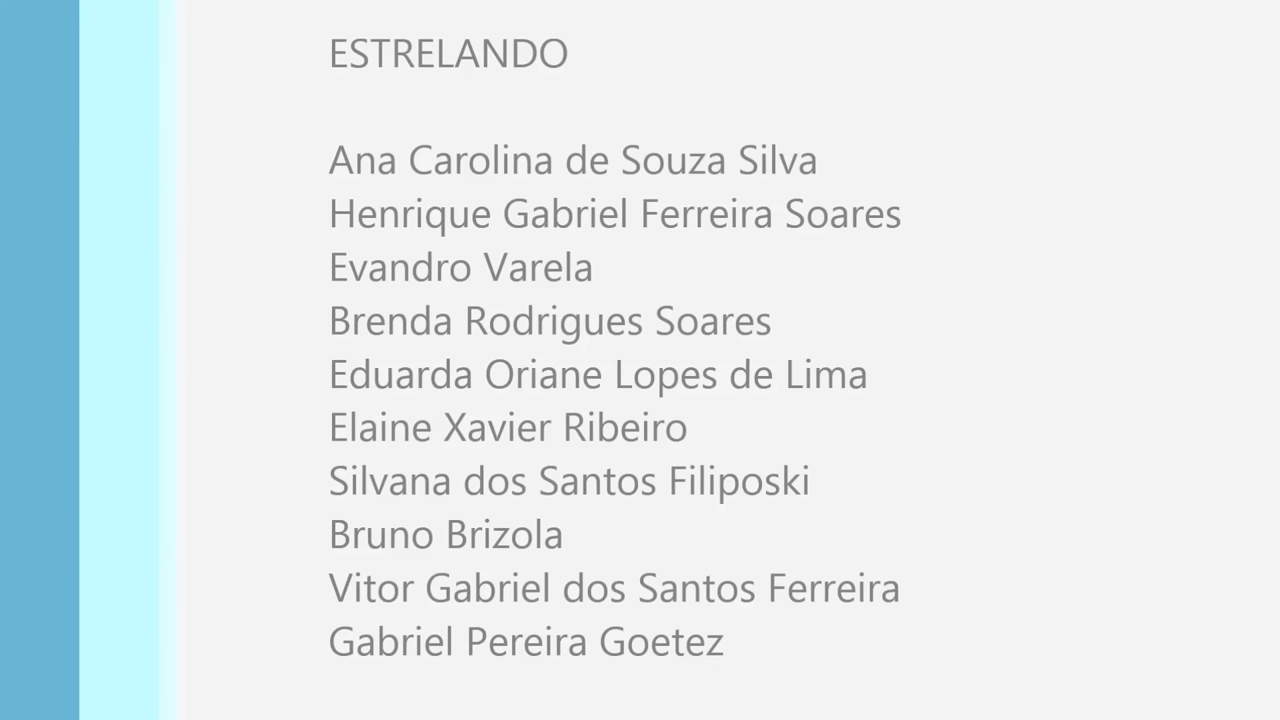 ESTRELANDO
Ana Carolina de Souza Silva
Henrique Gabriel Ferreira Soares
Evandro Varela
Brenda Rodrigues Soares
Eduarda Oriane Lopes de Lima
Elaine Xavier Ribeiro
Silvana dos Santos Filiposki
Bruno Brizola
Vitor Gabriel dos Santos Ferreira
Gabriel Pereira Goetez